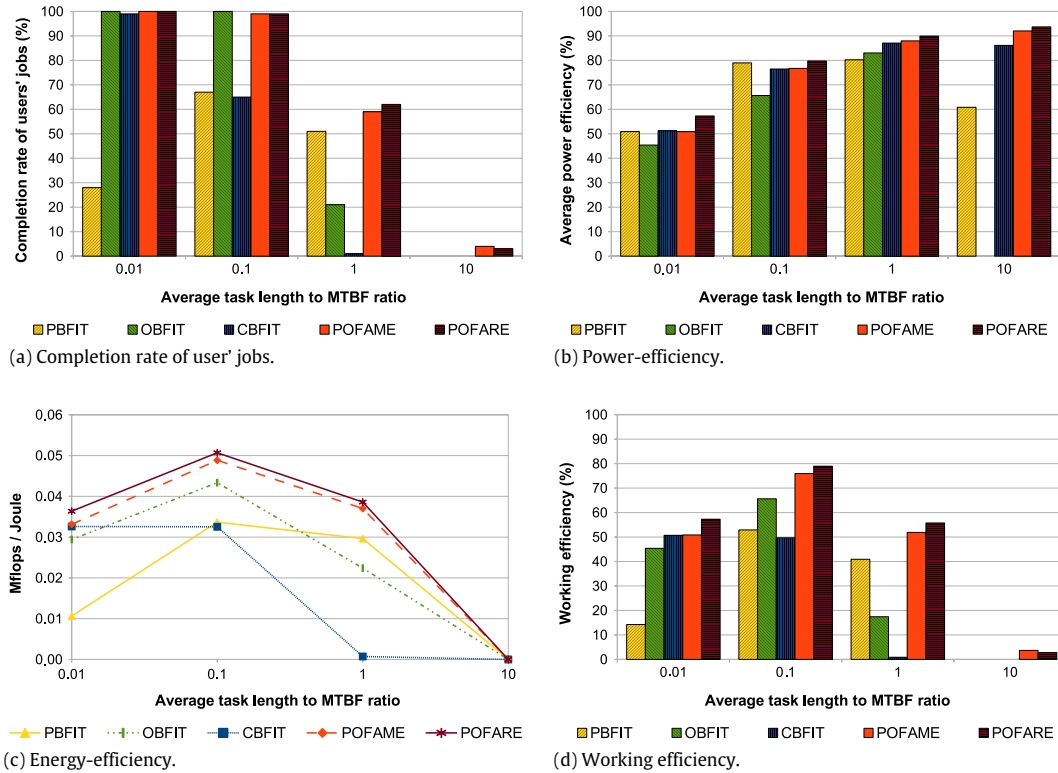 Completion rate of users' jobs (%)
100
90
80
70
60
50
40
30
20
10
0
0.01 0.1 1 10
Average task length to MTBF ratio
PBFIT OBFIT CBFIT POFAME POFARE
(a) Completion rate of user' jobs.
Average power efficiency (%)
100
90
80
70
60
50
40
30
20
10
0
0.01 0.1 1 10
Average task length to MTBF ratio
PBFIT OBFIT CBFIT POFAME POFARE
(b) Power-efficiency.
Mflops / Joule
0.06
0.05
0.04
0.03
0.02
0.01
0.00
0.01 0.1 1 10
Average task length to MTBF ratio
PBFIT OBFIT CBFIT POFAME POFARE
(c) Energy-efficiency.
Working efficiency (%)
100
90
80
70
60
50
40
30
20
10
0
0.01 0.1 1 10
Average task length to MTBF ratio
PBFIT OBFIT CBFIT POFAME POFARE
(d) Working efficiency.